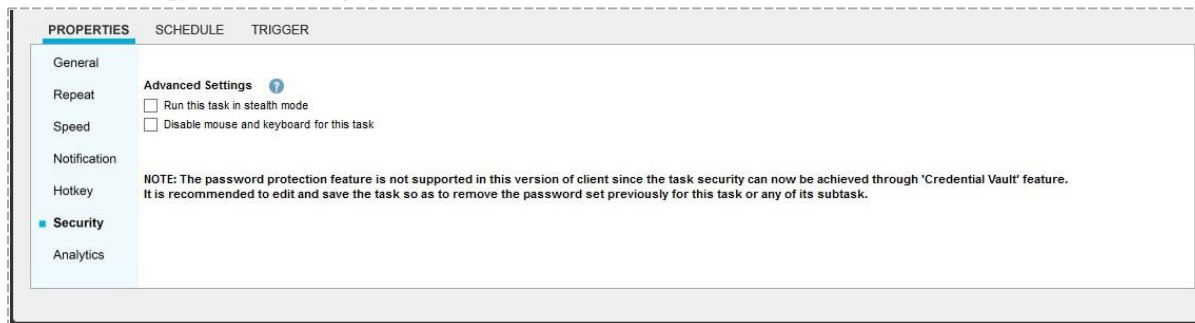 PROPERTIES SCHEDULE TRIGGER
General
Repeat
Speed
Notification
Hotkey
Security
Analytics
Advanced Settings ?
Run this task in stealth mode
Disable mouse and keyboard for this task
NOTE: The password protection feature is not supported in this version of client since the task security can now be achieved through 'Credential Vault' feature.
It is recommended to edit and save the task so as to remove the password set previously for this task or any of its subtask.